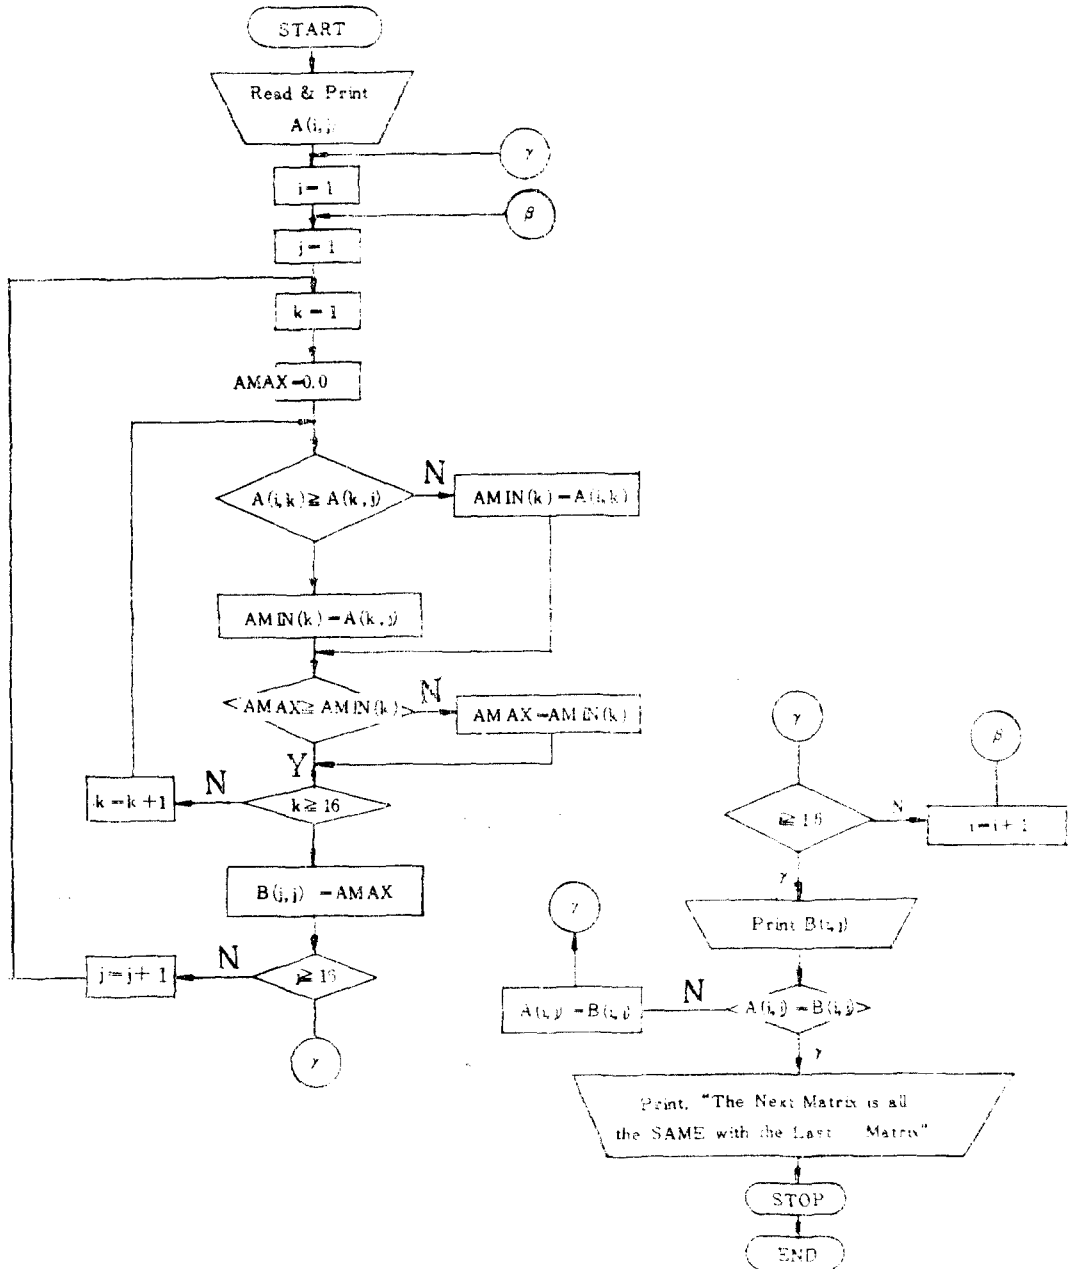 START
Read & Print
A(i,j)
γ
i=1
β
j=1
k=1
AMAX=0.0
A(i,k)≧A(k,j)
N
AMIN(k)=A(i,k)
AMIN(k)=A(k,j)
AMAX≧AMIN(k)
N
AMAX=AMIN(k)
Y
k≧16
N
k=k+1
B(i,j) =AMAX
j≧16
N
j=j+1
γ
γ
β
N
i=i+1
γ
Print B(i,j)
γ
A(i,j)=B(i,j)
N
A(i,j)=B(i,j)
γ
Print, "The Next Matrix is all
the SAME with the Last Matrix"
STOP
END